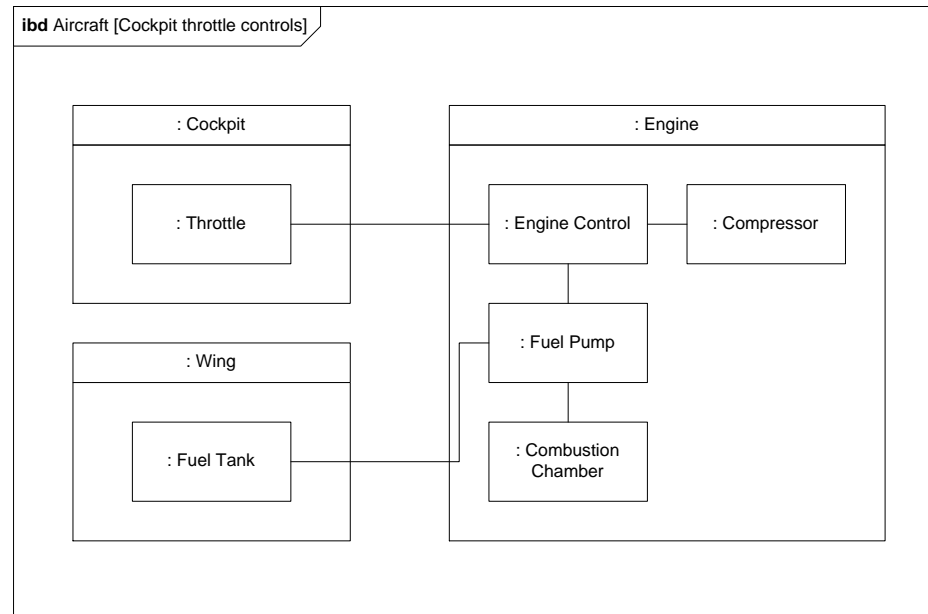 ibd Aircraft [Cockpit throttle controls]
: Cockpit
: Engine
: Throttle
: Engine Control
: Compressor
: Fuel Pump
: Wing
: Fuel Tank
: Combustion
Chamber